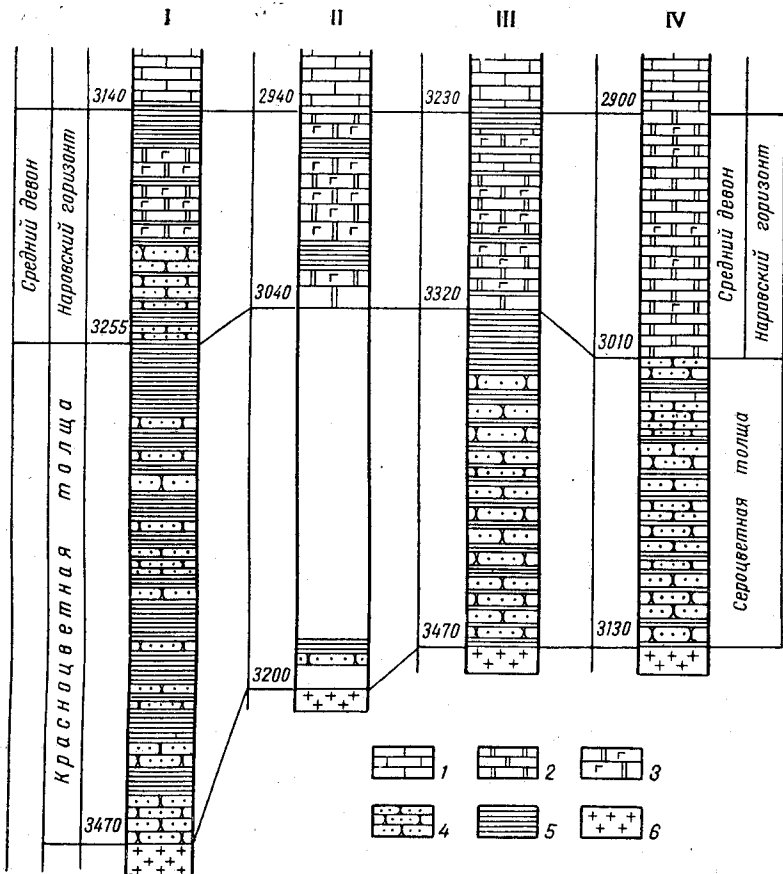 I II III IV
3140 2940 3230 2900
Средний девон
Наровский горизонт
Средний девон
Наровский горизонт
3255 3040 3320 3010
Красноцветная толща
Сероцветная толща
3470 3200 3470 3130
1 2 3
4 5 6